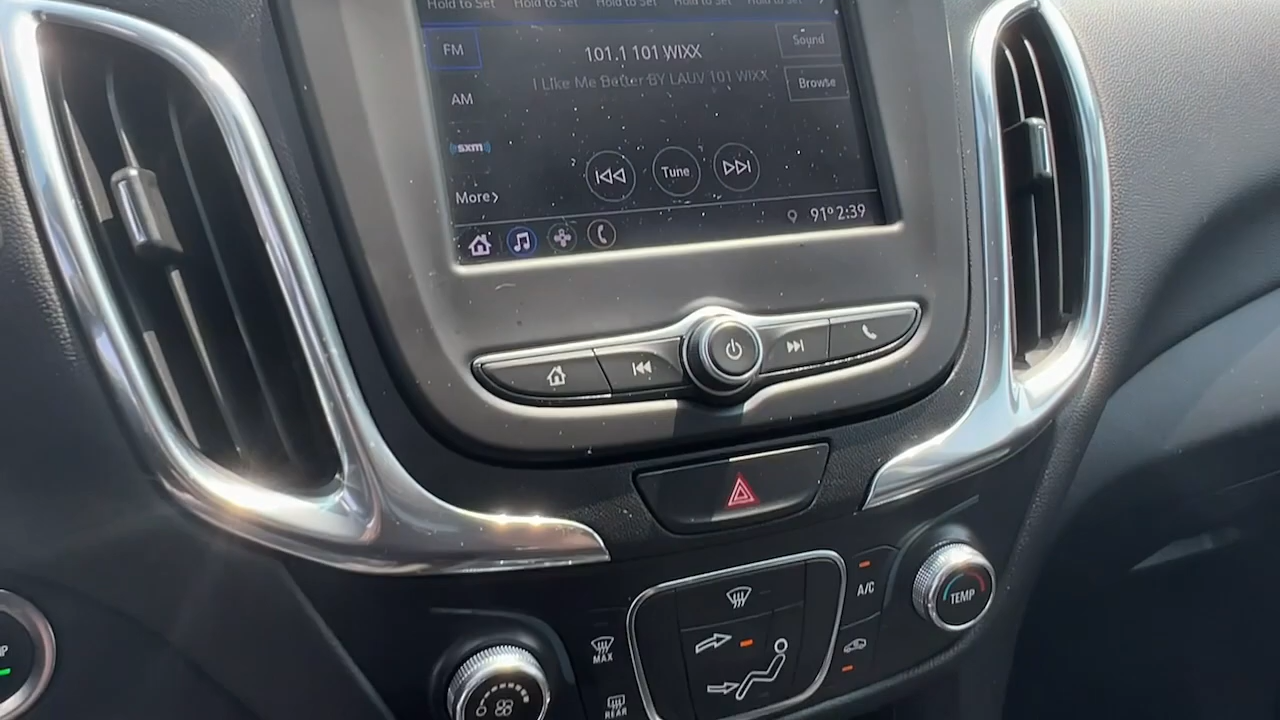 Hold to Set Hold to Set Hold to Set Hold to Set Hold to Set
FM
101.1 101 WIXX
Sound
I Like Me Better BY LAUV 101 WIXX
Browse
AM
sxm
Tune
More
91° 2:39
A/C
TEMP
MAX
REAR